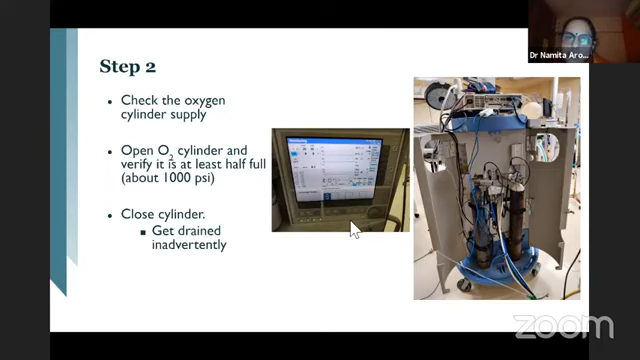 Dr Namita Aro...
Step 2
• Check the oxygen
cylinder supply
• Open O2 cylinder and
verify it is at least half full
(about 1000 psi)
• Close cylinder.
■ Get drained
inadvertently
zoom